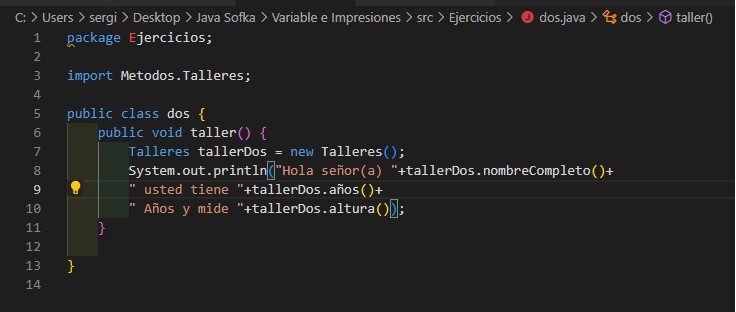 C: > Users > sergi > Desktop > Java Sofka > Variable e Impresiones > src > Ejercicios > J dos.java > dos > taller()
1 package Ejercicios;
2
3 import Metodos.Talleres;
4
5 public class dos {
6 public void taller() {
7 Talleres tallerDos = new Talleres();
8 System.out.println("Hola señor(a) "+tallerDos.nombreCompleto()+
9 " usted tiene "+tallerDos.años()+
10 " Años y mide "+tallerDos.altura());
11 }
12
13 }
14